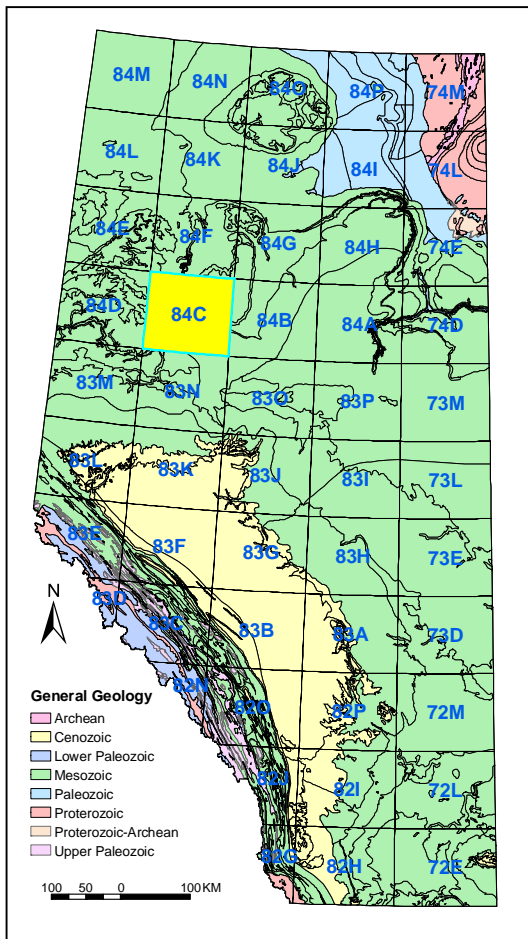 84M 84N 84O 84P 74M
84L 84K 84J 84I 74L
84E 84F 84G 84H 74E
84D 84C 84B 84A 74D
83M 83N 83O 83P 73M
83L 83K 83J 83I 73L
83E 83F 83G 83H 73E
83D 83C 83B 83A 73D
N
82N 82O 82P 72M
82J 82I 72L
82G 82H 72E
General Geology
Archean
Cenozoic
Lower Paleozoic
Mesozoic
Paleozoic
Proterozoic
Proterozoic-Archean
Upper Paleozoic
100 50 0 100 KM